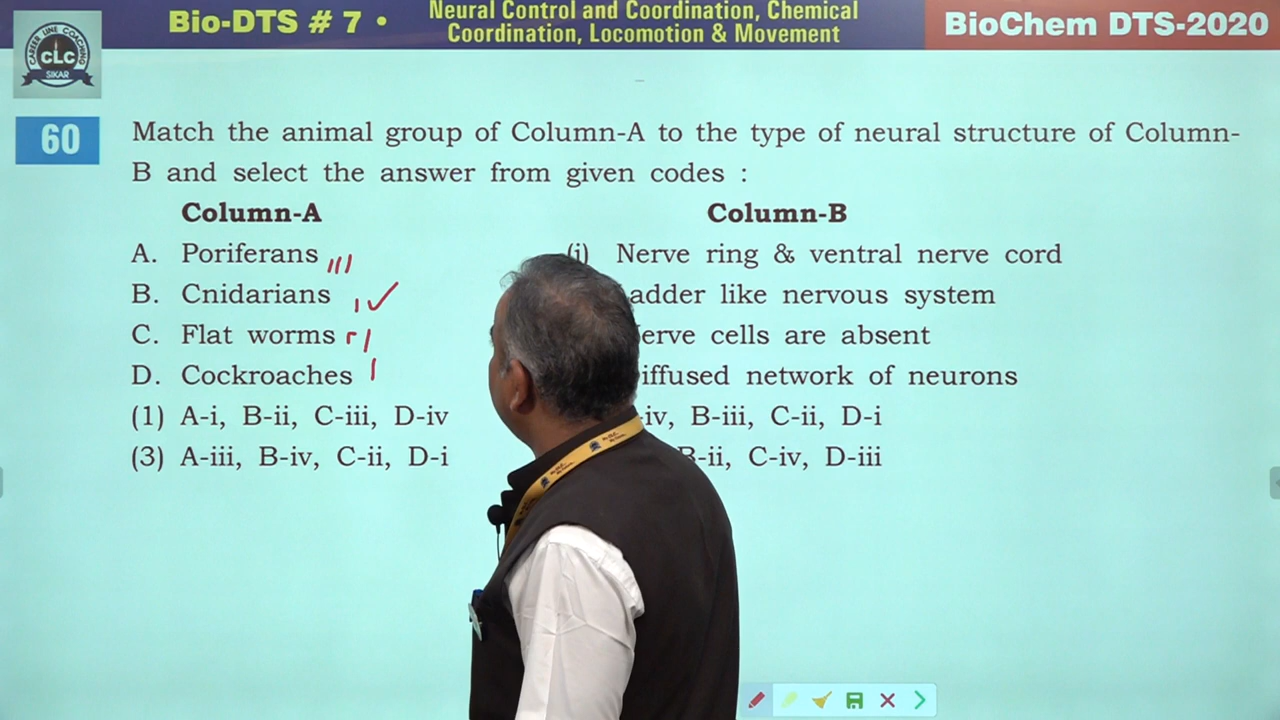 Bio-DTS # 7 •
Neural Control and Coordination, Chemical
Coordination, Locomotion & Movement
BioChem DTS-2020
CAREER LINE COACHING
CLC
SIKAR
60
Match the animal group of Column-A to the type of neural structure of Column-
B and select the answer from given codes :
Column-A Column-B
A. Poriferans III (i) Nerve ring & ventral nerve cord
B. Cnidarians adder like nervous system
C. Flat worms erve cells are absent
D. Cockroaches I iffused network of neurons
(1) A-i, B-ii, C-iii, D-iv -iv, B-iii, C-ii, D-i
(3) A-iii, B-iv, C-ii, D-i B-ii, C-iv, D-iii